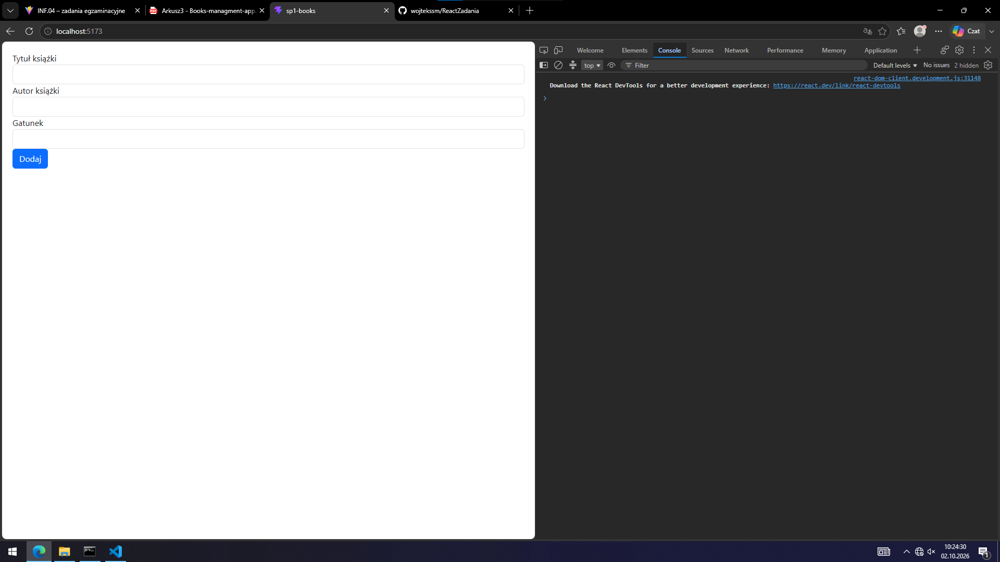 INF.04 – zadania egzaminacyjne
Arkusz3 - Books-managment-app.
sp1-books
wojtekssm/ReactZadania
localhost:5173
Czat
Tytuł książki
Autor książki
Gatunek
Dodaj
Welcome
Elements
Console
Sources
Network
Performance
Memory
Application
top
Filter
Default levels
No issues
2 hidden
react-dom-client.development.js:31148
Download the React DevTools for a better development experience: https://react.dev/link/react-devtools
10:24:30
02.10.2026
1